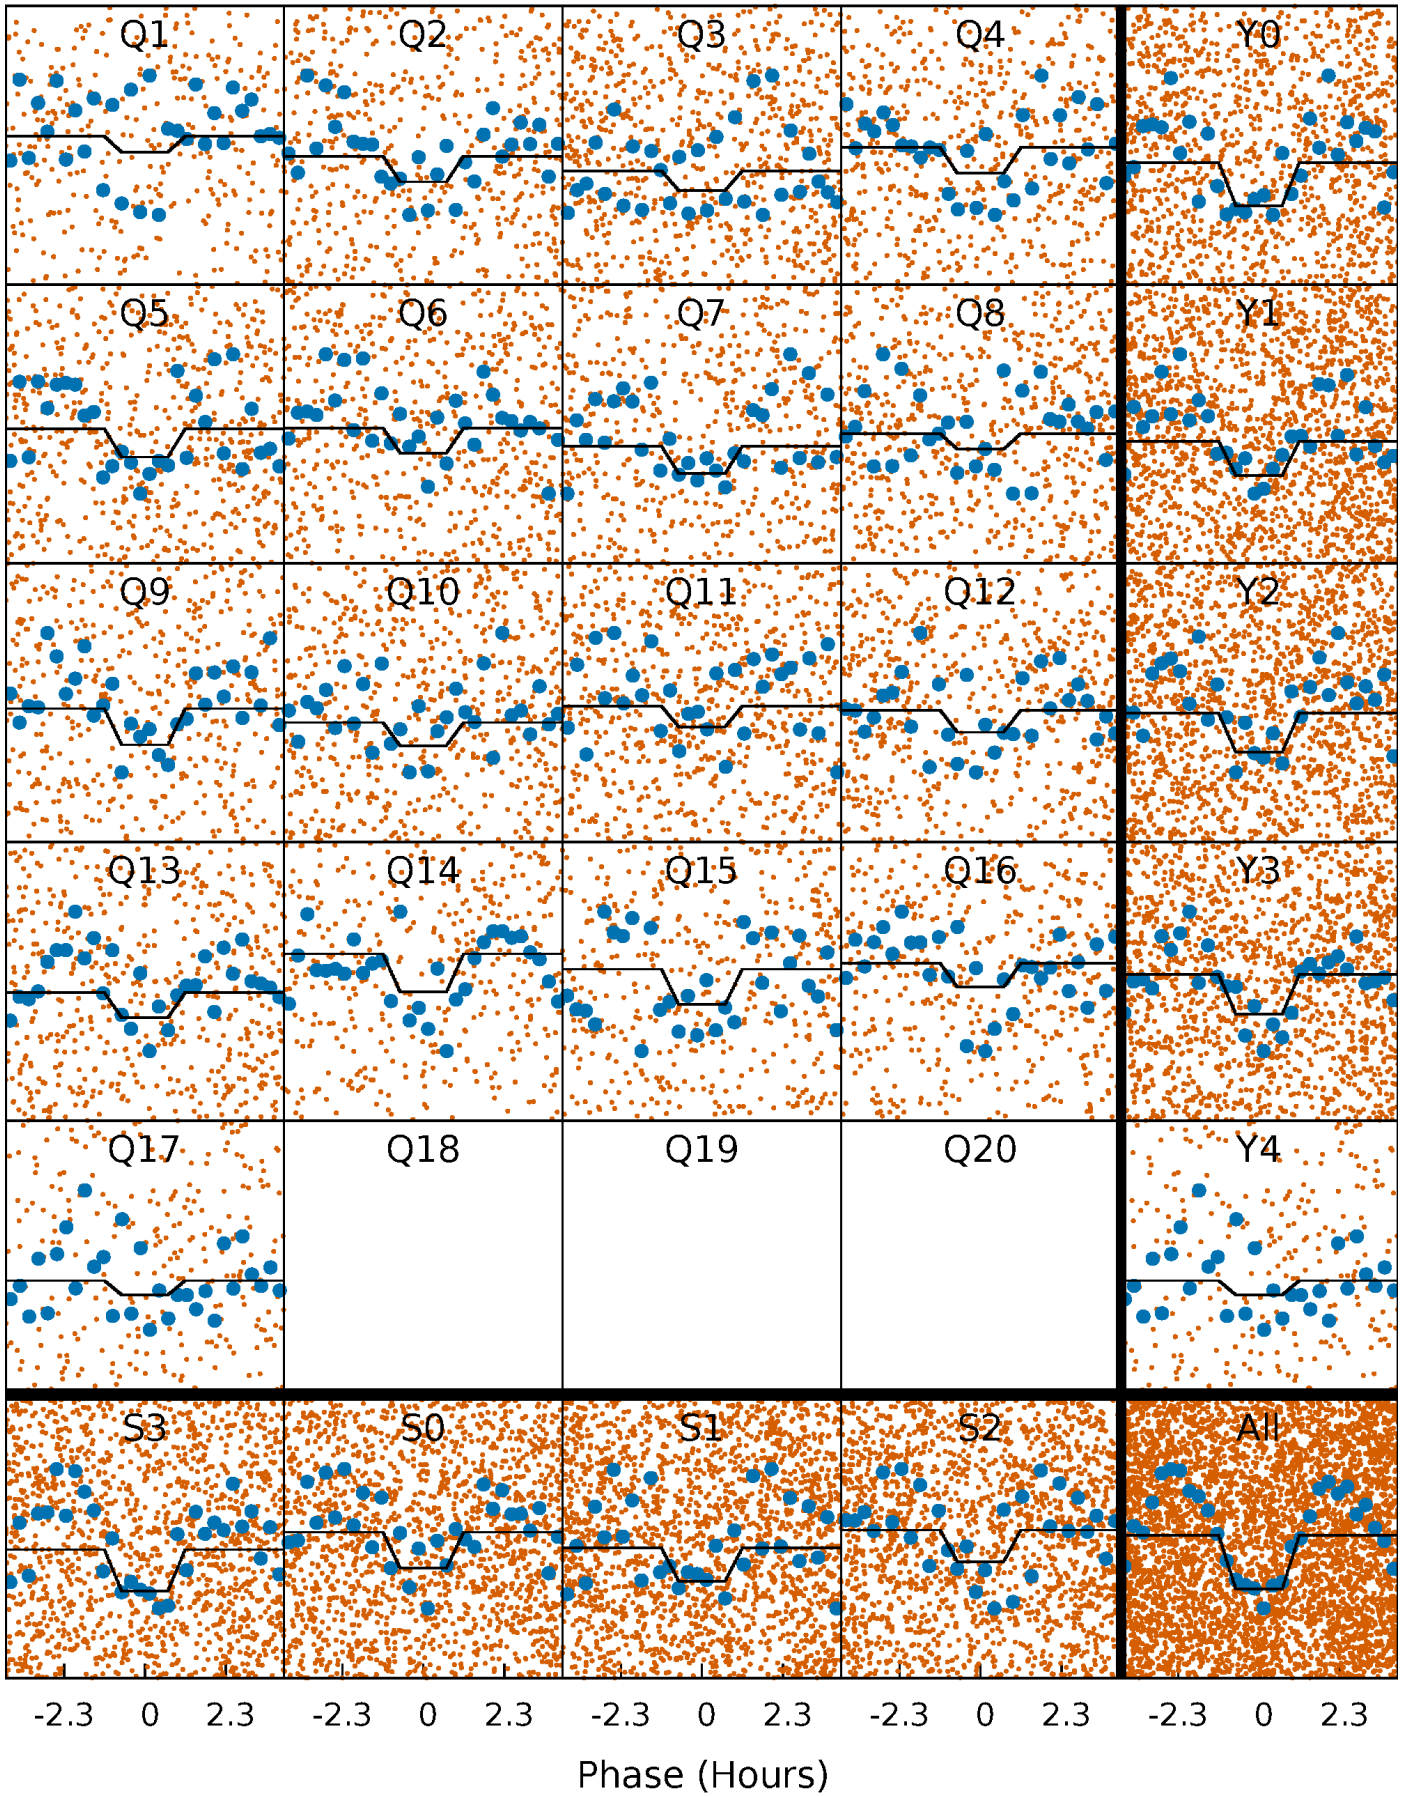 Q1 Q2 Q3 Q4 Y0
Q5 Q6 Q7 Q8 Y1
Q9 Q10 Q11 Q12 Y2
Q13 Q14 Q15 Q16 Y3
Q17 Q18 Q19 Q20 Y4
S3 S0 S1 S2 All
-2.3 0 2.3 -2.3 0 2.3 -2.3 0 2.3 -2.3 0 2.3 -2.3 0 2.3
Phase (Hours)